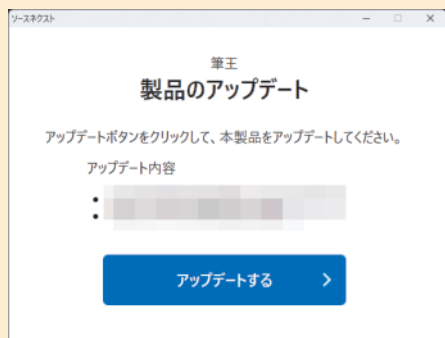 ソースネクスト
筆王
製品のアップデート
アップデートボタンをクリックして、本製品をアップデートしてください。
アップデート内容
アップデートする